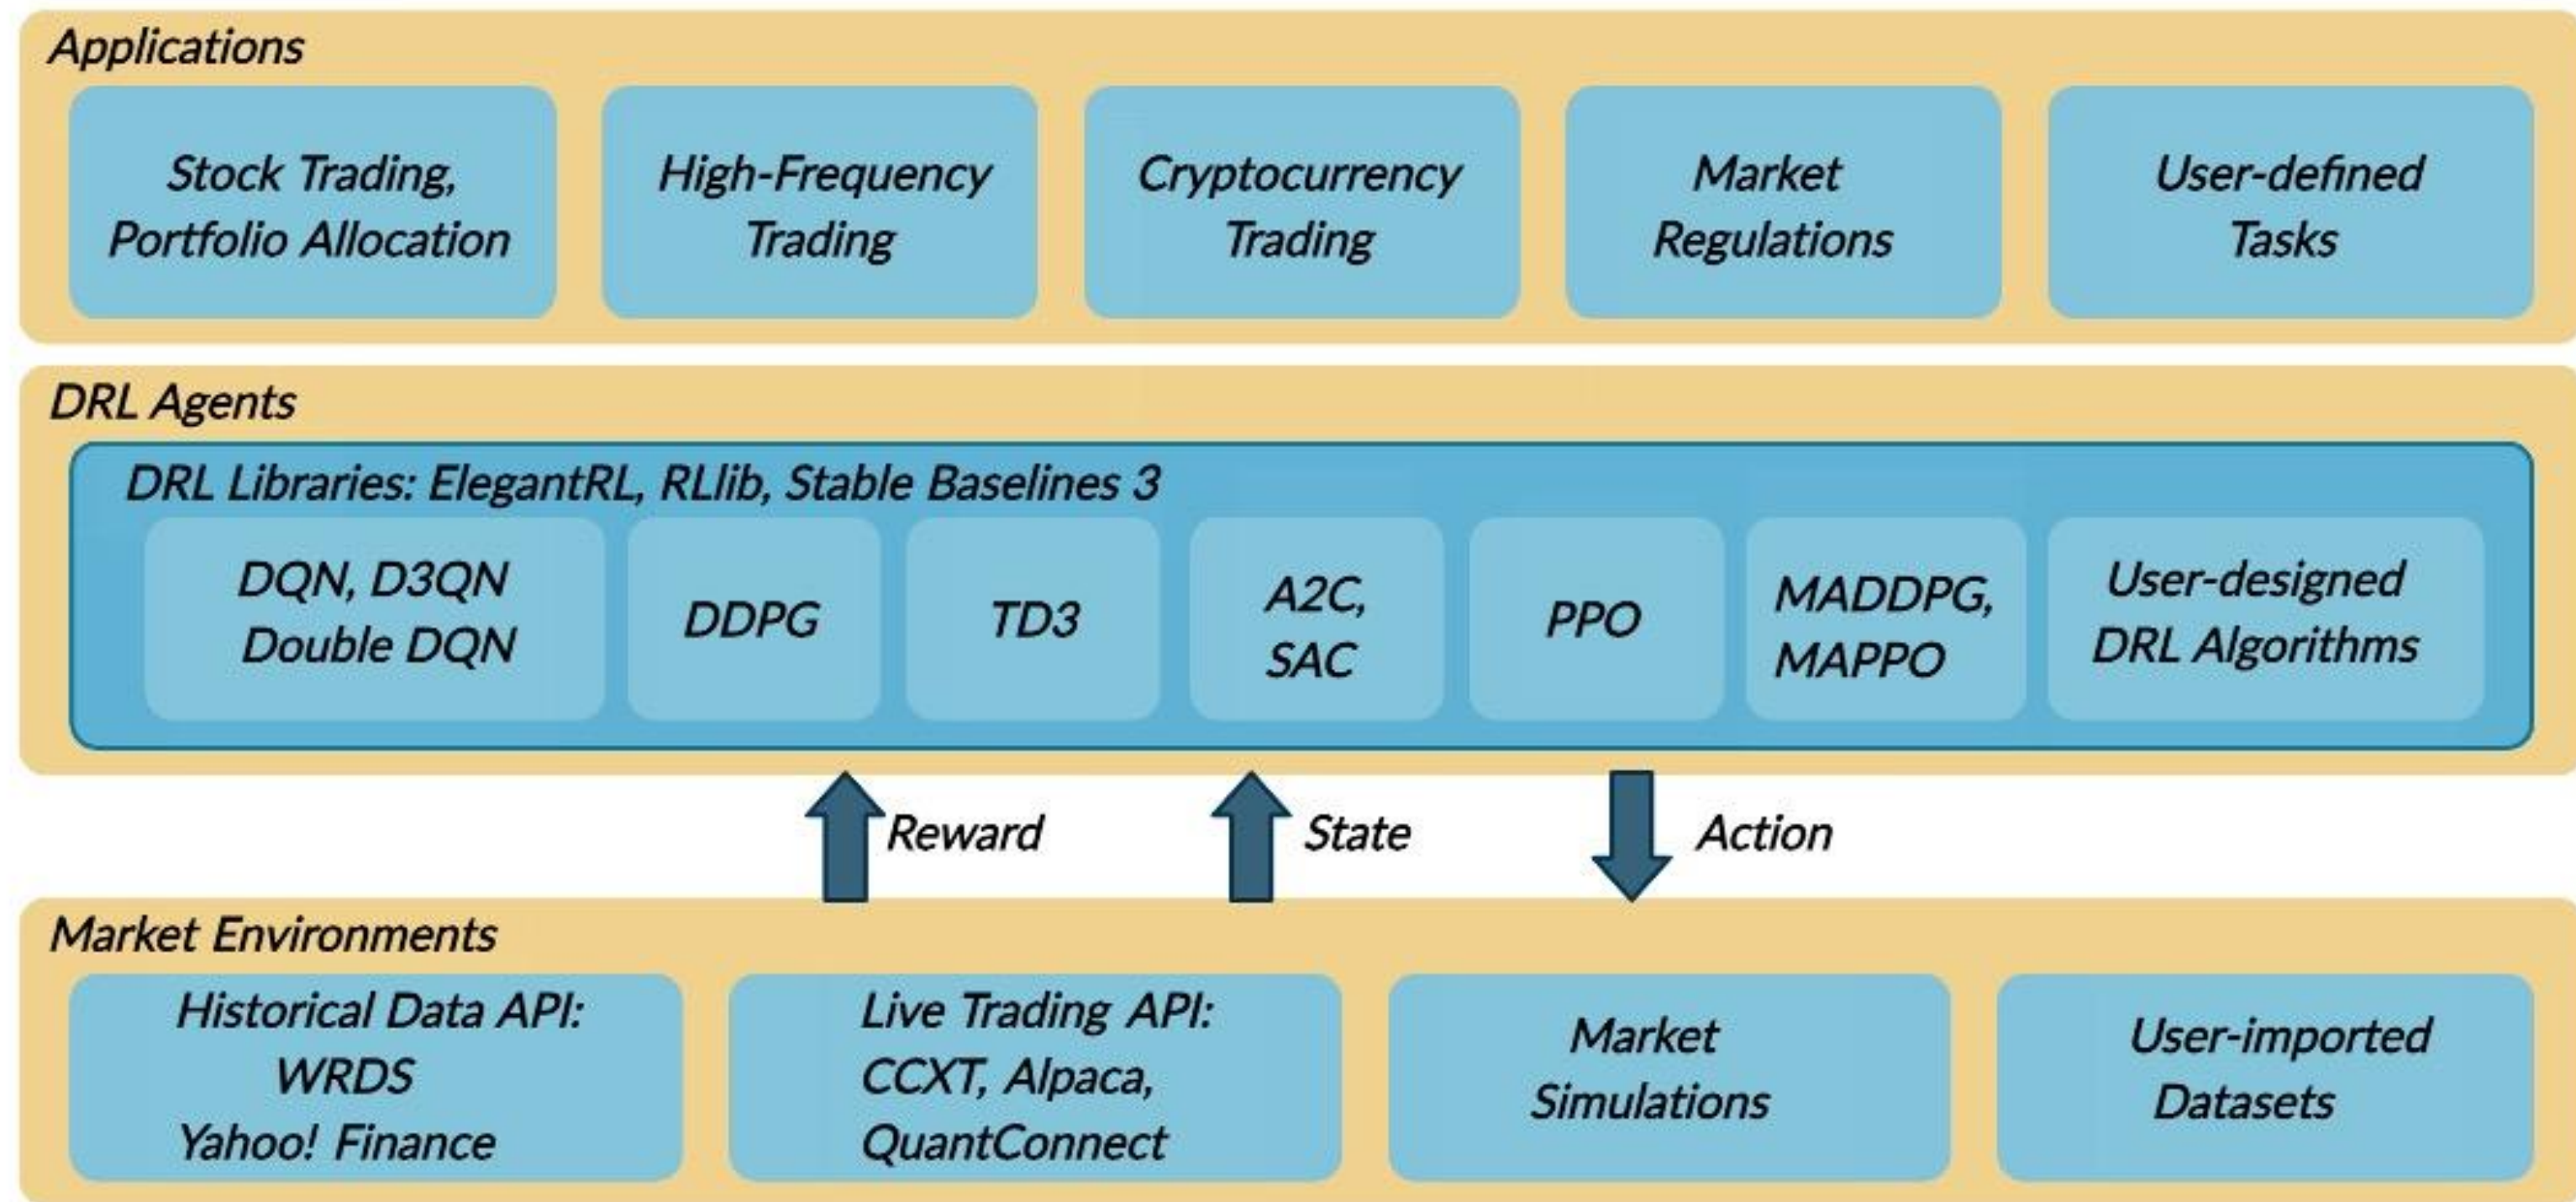 Applications
Stock Trading,
Portfolio Allocation
High-Frequency
Trading
Cryptocurrency
Trading
Market
Regulations
User-defined
Tasks
DRL Agents
DRL Libraries: ElegantRL, RLlib, Stable Baselines 3
DQN, D3QN
Double DQN
DDPG
TD3
A2C,
SAC
PPO
MADDPG,
MAPPO
User-designed
DRL Algorithms
Reward
State
Action
Market Environments
Historical Data API:
WRDS
Yahoo! Finance
Live Trading API:
CCXT, Alpaca,
QuantConnect
Market
Simulations
User-imported
Datasets